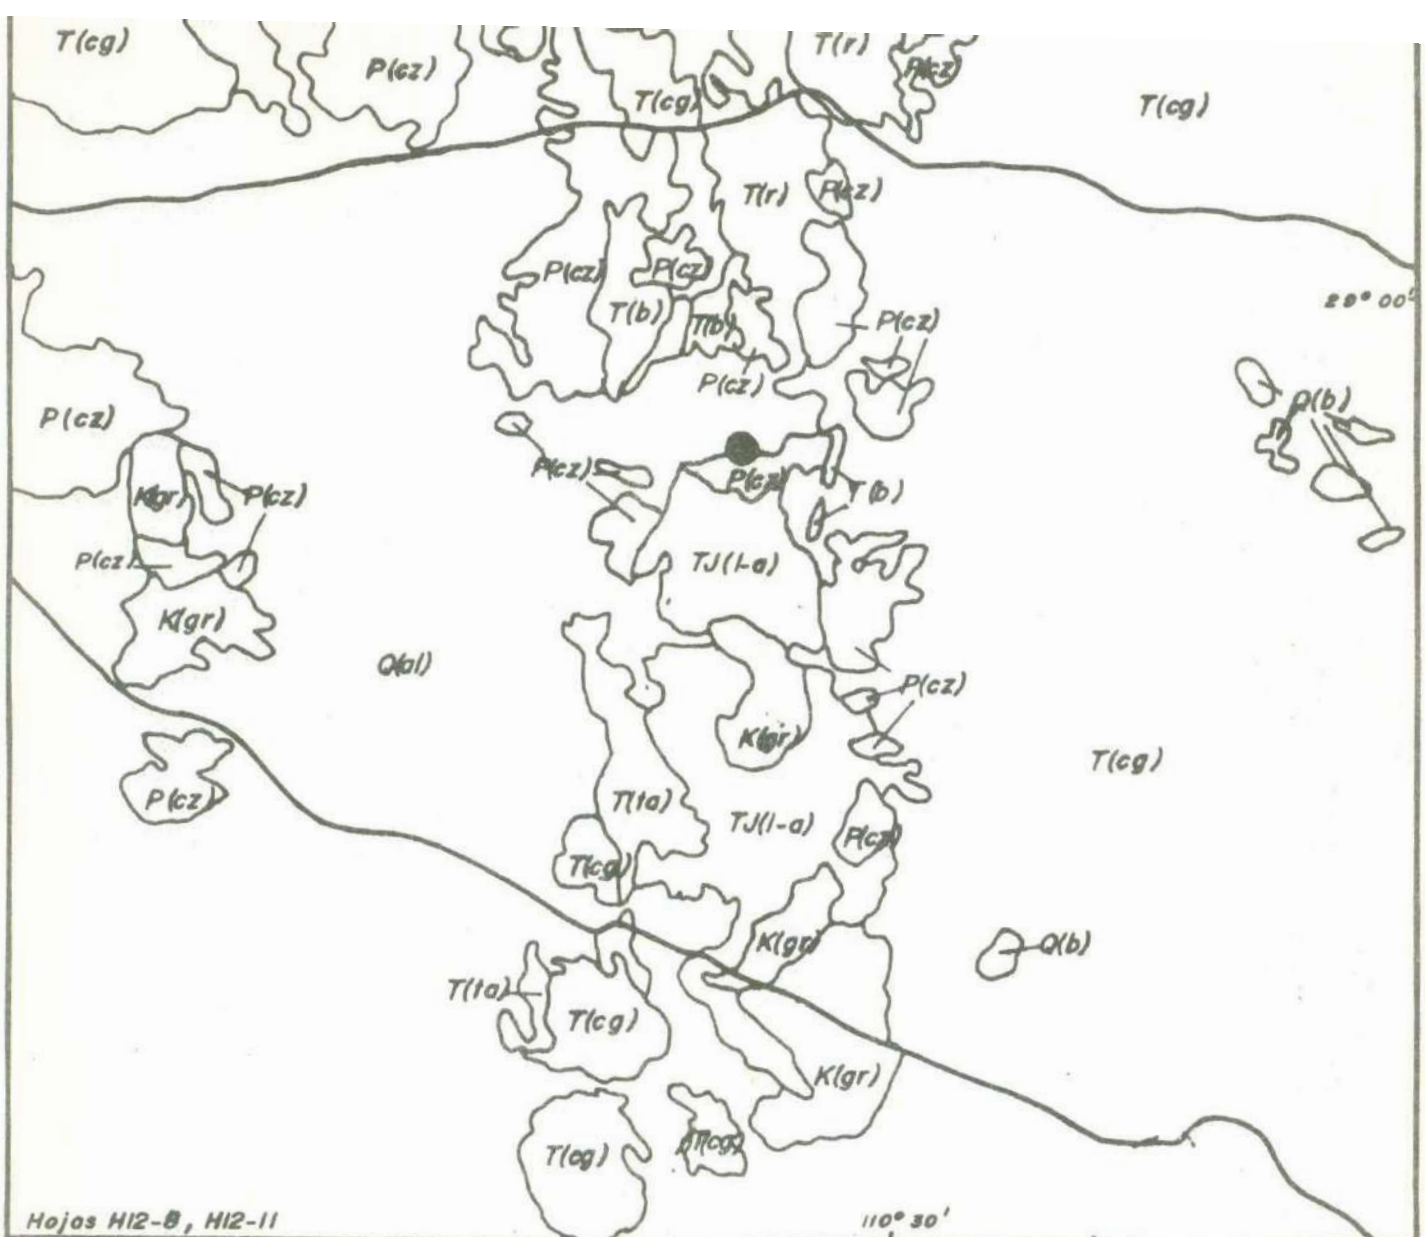 T(cg)
P(cz)
T(cg)
T(r)
P(cz)
T(cg)
T(r)
P(cz)
P(cz)
P(cz)
T(b)
T(b)
29° 00'
P(cz)
P(cz)
P(cz)
Q(b)
P(cz)
P(cz)
K(gr)
P(cz)
T(b)
P(cz)
TJ(l-a)
K(gr)
Q(al)
P(cz)
K(gr)
T(cg)
P(cz)
T(ta)
TJ(l-a)
P(cz)
T(cg)
K(gr)
Q(b)
T(ta)
T(cg)
K(gr)
T(cg)
T(cg)
Hojas H12-8, H12-11
110° 30'